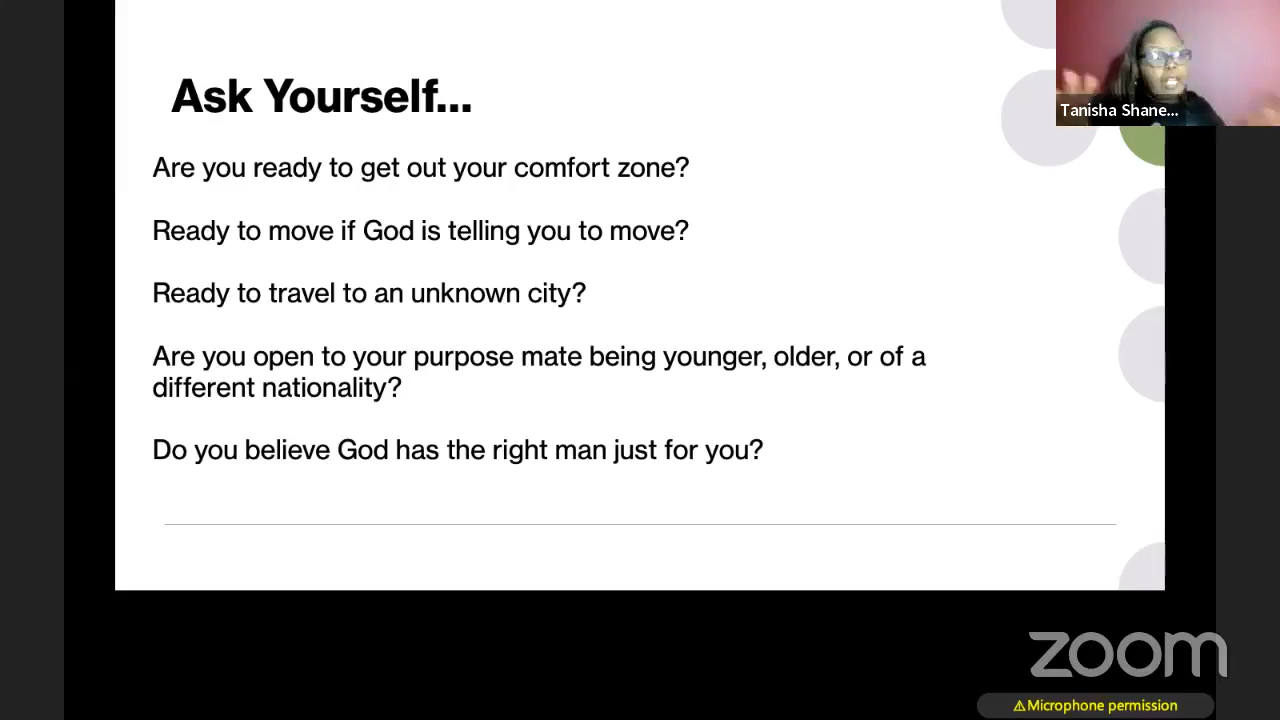 Ask Yourself...
Tanisha Shane...
Are you ready to get out your comfort zone?
Ready to move if God is telling you to move?
Ready to travel to an unknown city?
Are you open to your purpose mate being younger, older, or of a
different nationality?
Do you believe God has the right man just for you?
zoom
⚠Microphone permission